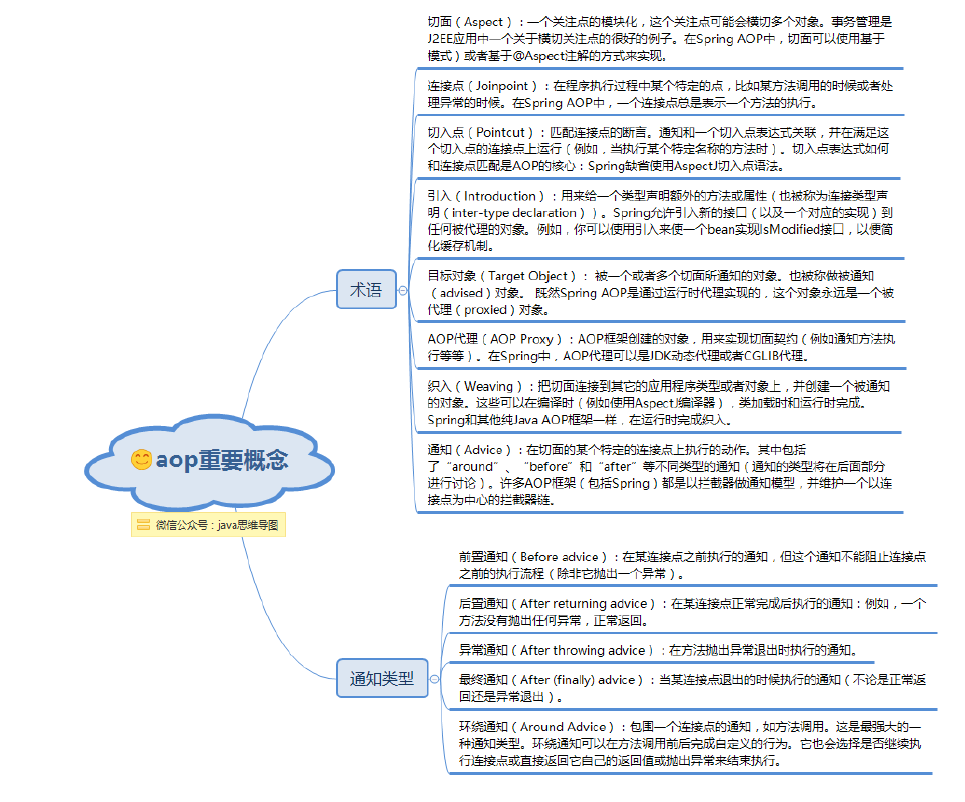 切面（Aspect）：一个关注点的模块化，这个关注点可能会横切多个对象。事务管理是
J2EE应用中一个关于横切关注点的很好的例子。在Spring AOP中，切面可以使用基于
模式）或者基于@Aspect注解的方式来实现。
连接点（Joinpoint）：在程序执行过程中某个特定的点，比如某方法调用的时候或者处
理异常的时候。在Spring AOP中，一个连接点总是表示一个方法的执行。
切入点（Pointcut）：匹配连接点的断言。通知和一个切入点表达式关联，并在满足这
个切入点的连接点上运行（例如，当执行某个特定名称的方法时）。切入点表达式如何
和连接点匹配是AOP的核心：Spring缺省使用AspectJ切入点语法。
引入（Introduction）：用来给一个类型声明额外的方法或属性（也被称为连接类型声
明（inter-type declaration））。Spring允许引入新的接口（以及一个对应的实现）到
任何被代理的对象。例如，你可以使用引入来使一个bean实现IsModified接口，以便简
化缓存机制。
目标对象（Target Object）： 被一个或者多个切面所通知的对象。也被称做被通知
（advised）对象。 既然Spring AOP是通过运行时代理实现的，这个对象永远是一个被
代理（proxied）对象。
AOP代理（AOP Proxy）：AOP框架创建的对象，用来实现切面契约（例如通知方法执
行等等）。在Spring中，AOP代理可以是JDK动态代理或者CGLIB代理。
织入（Weaving）：把切面连接到其它的应用程序类型或者对象上，并创建一个被通知
的对象。这些可以在编译时（例如使用AspectJ编译器），类加载时和运行时完成。
Spring和其他纯Java AOP框架一样，在运行时完成织入。
通知（Advice）：在切面的某个特定的连接点上执行的动作。其中包括
了“around”、“before”和“after”等不同类型的通知（通知的类型将在后面部分
进行讨论）。许多AOP框架（包括Spring）都是以拦截器做通知模型，并维护一个以连
接点为中心的拦截器链。
术语
aop重要概念
微信公众号：java思维导图
前置通知（Before advice）：在某连接点之前执行的通知，但这个通知不能阻止连接点
之前的执行流程（除非它抛出一个异常）。
后置通知（After returning advice）：在某连接点正常完成后执行的通知：例如，一个
方法没有抛出任何异常，正常返回。
异常通知（After throwing advice）：在方法抛出异常退出时执行的通知。
最终通知（After (finally) advice）：当某连接点退出的时候执行的通知（不论是正常返
回还是异常退出）。
环绕通知（Around Advice）：包围一个连接点的通知，如方法调用。这是最强大的一
种通知类型。环绕通知可以在方法调用前后完成自定义的行为。它也会选择是否继续执
行连接点或直接返回它自己的返回值或抛出异常来结束执行。
通知类型